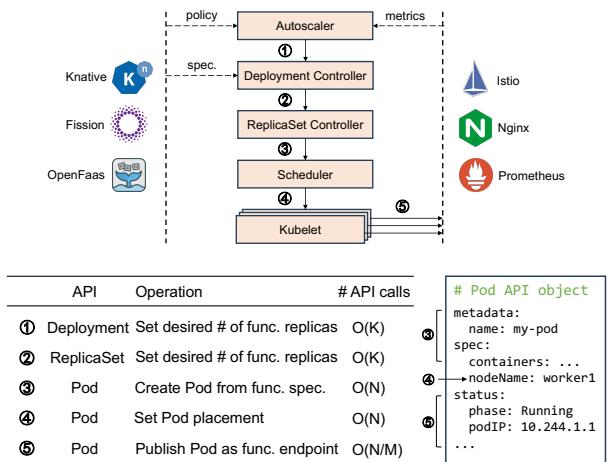 policy
Autoscaler
metrics
①
Knative
n
K
spec.
Deployment Controller
Istio
②
Fission
ReplicaSet Controller
N
Nginx
③
OpenFaas
Scheduler
Prometheus
④
⑤
Kubelet
API Operation # API calls
① Deployment Set desired # of func. replicas O(K)
② ReplicaSet Set desired # of func. replicas O(K)
③ Pod Create Pod from func. spec. O(N)
④ Pod Set Pod placement O(N)
⑤ Pod Publish Pod as func. endpoint O(N/M)
# Pod API object
metadata:
③ name: my-pod
spec:
containers: ...
④ nodeName: worker1
status:
⑤ phase: Running
podIP: 10.244.1.1
...